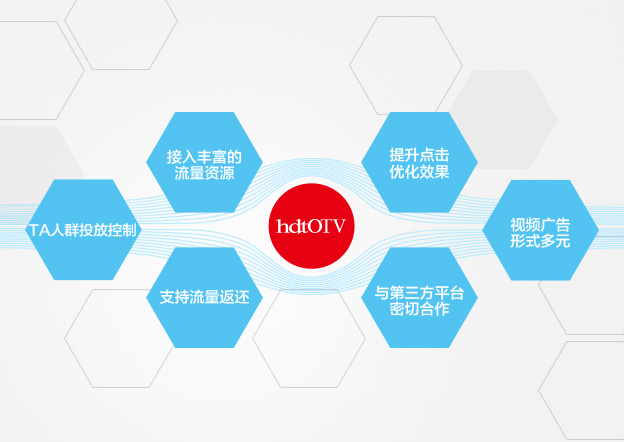 接入丰富的
流量资源
提升点击
优化效果
TA人群投放控制
hdtOTV
视频广告
形式多元
支持流量返还
与第三方平台
密切合作